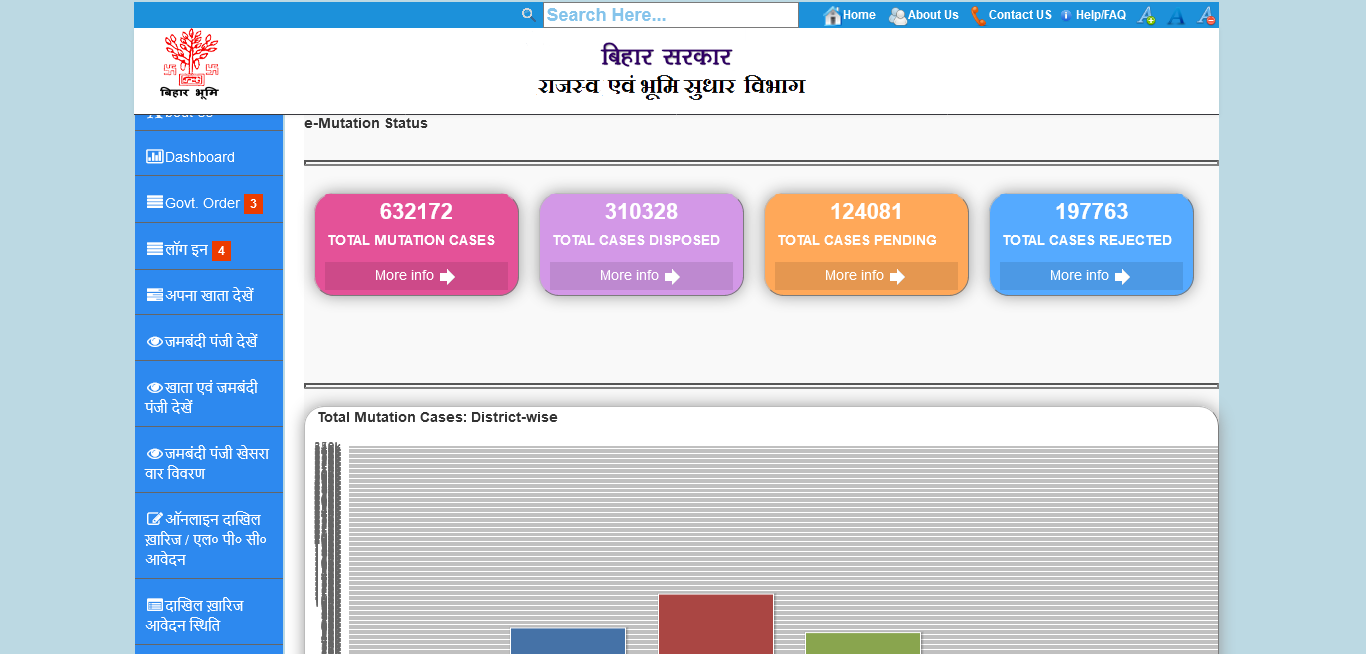 Search Here...
Home
About Us
Contact US
Help/FAQ
बिहार भूमि
बिहार सरकार
राजस्व एवं भूमि सुधार विभाग
Dashboard
Govt. Order 3
लॉग इन 4
अपना खाता देखें
जमबंदी पंजी देखें
खाता एवं जमबंदी
पंजी देखें
जमबंदी पंजी खेसरा
वार विवरण
ऑनलाइन दाखिल
ख़ारिज / एल० पी० सी०
आवेदन
दाखिल ख़ारिज
आवेदन स्थिति
e-Mutation Status
632172
TOTAL MUTATION CASES
More info
310328
TOTAL CASES DISPOSED
More info
124081
TOTAL CASES PENDING
More info
197763
TOTAL CASES REJECTED
More info
Total Mutation Cases: District-wise